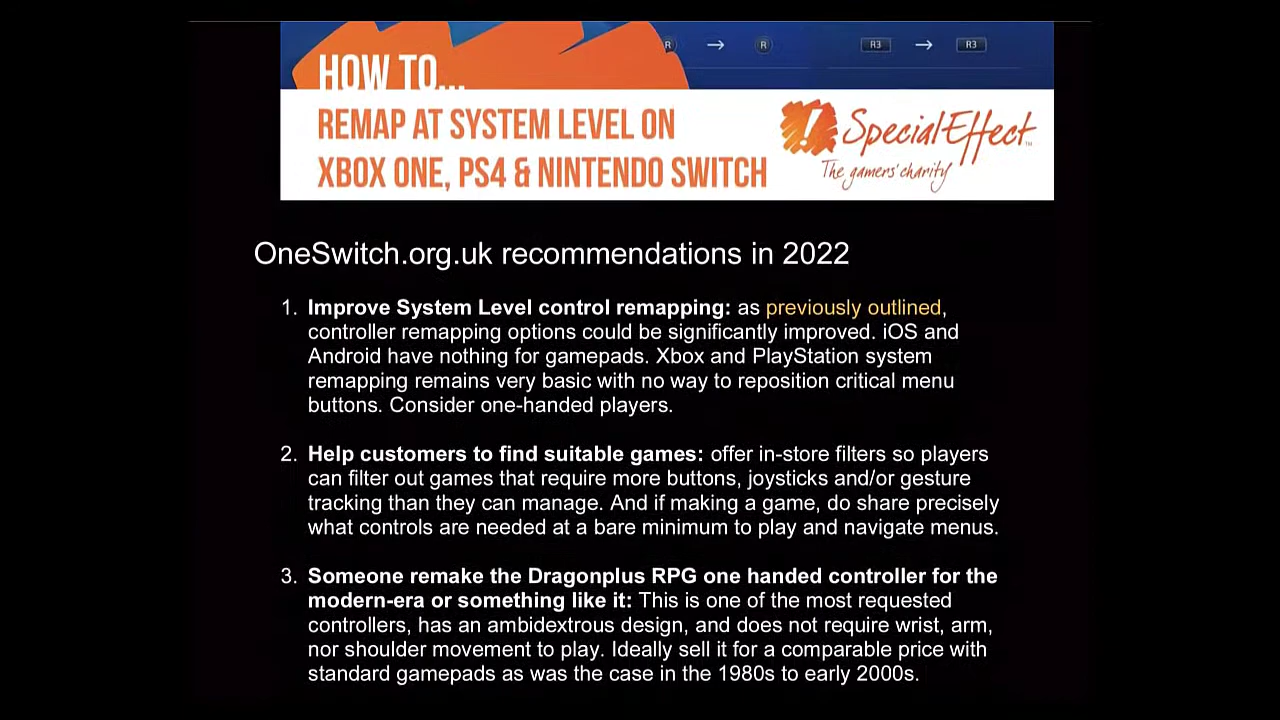 R → R R3 → R3
HOW TO...
REMAP AT SYSTEM LEVEL ON
XBOX ONE, PS4 & NINTENDO SWITCH
! SpecialEffect™
The gamers' charity
OneSwitch.org.uk recommendations in 2022
1. Improve System Level control remapping: as previously outlined,
controller remapping options could be significantly improved. iOS and
Android have nothing for gamepads. Xbox and PlayStation system
remapping remains very basic with no way to reposition critical menu
buttons. Consider one-handed players.
2. Help customers to find suitable games: offer in-store filters so players
can filter out games that require more buttons, joysticks and/or gesture
tracking than they can manage. And if making a game, do share precisely
what controls are needed at a bare minimum to play and navigate menus.
3. Someone remake the Dragonplus RPG one handed controller for the
modern-era or something like it: This is one of the most requested
controllers, has an ambidextrous design, and does not require wrist, arm,
nor shoulder movement to play. Ideally sell it for a comparable price with
standard gamepads as was the case in the 1980s to early 2000s.